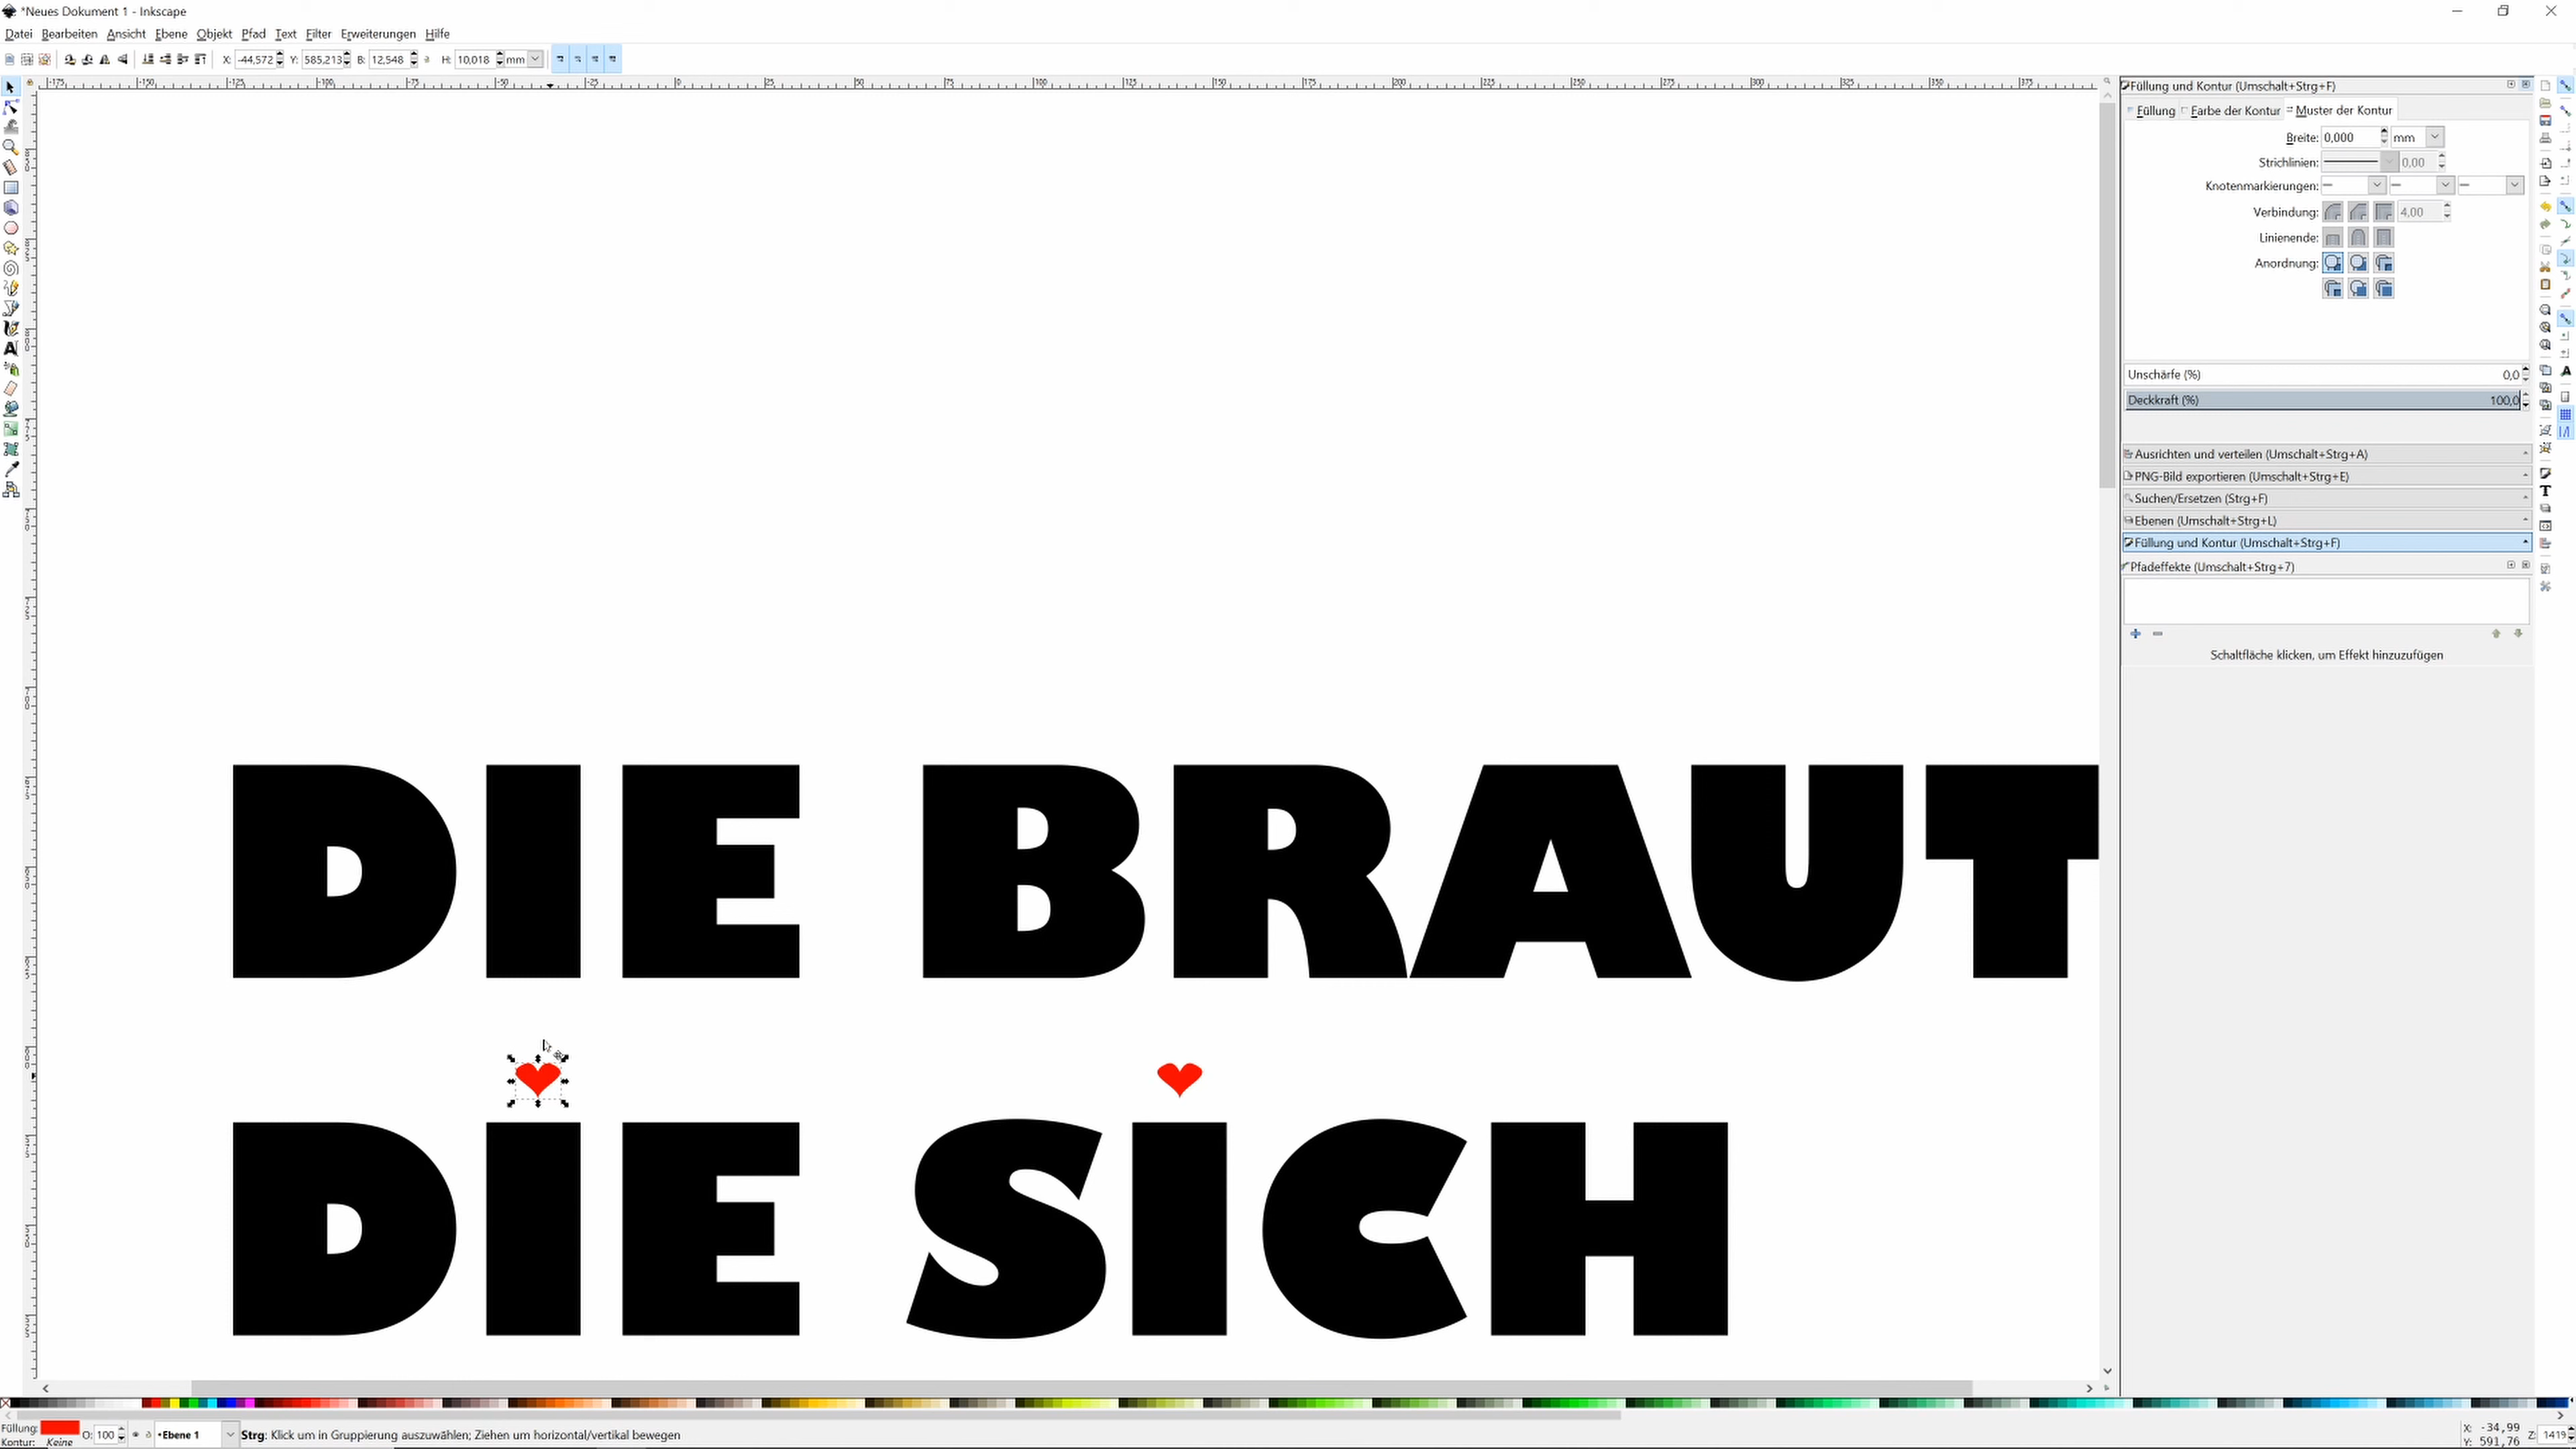 *Neues Dokument 1 - Inkscape
Datei Bearbeiten Ansicht Ebene Objekt Pfad Text Filter Erweiterungen Hilfe
X: -44,572 Y: 585,213 B: 12,548 H: 10,018 mm
Füllung und Kontur (Umschalt+Strg+F)
Füllung Farbe der Kontur Muster der Kontur
Breite: 0,000 mm
Strichlinien: 0,00
Knotenmarkierungen:
Verbindung: 4,00
Linienende:
Anordnung:
Unschärfe (%) 0,0
Deckkraft (%) 100,0
Ausrichten und verteilen (Umschalt+Strg+A)
PNG-Bild exportieren (Umschalt+Strg+E)
Suchen/Ersetzen (Strg+F)
Ebenen (Umschalt+Strg+L)
Füllung und Kontur (Umschalt+Strg+F)
Pfadeffekte (Umschalt+Strg+7)
Schaltfläche klicken, um Effekt hinzuzufügen
DIE BRAUT
DIE SICH
Füllung: O: 100 •Ebene 1 Strg: Klick um in Gruppierung auszuwählen; Ziehen um horizontal/vertikal bewegen X: -34,99 Z: 1419
Kontur: Keine Y: 591,76